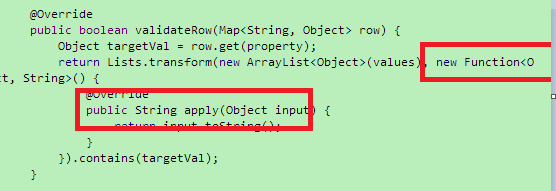 @Override
public boolean validateRow(Map<String, Object> row) {
Object targetVal = row.get(property);
return Lists.transform(new ArrayList<Object>(values), new Function<O
ct, String>() {
@Override
public String apply(Object input) {
return input.toString();
}
}).contains(targetVal);
}